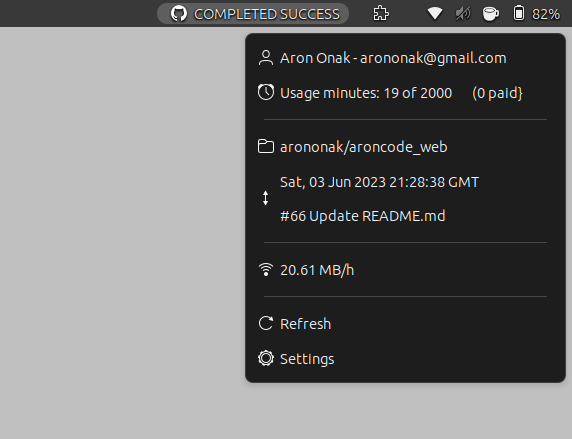 COMPLETED SUCCESS 82%
Aron Onak - arononak@gmail.com
Usage minutes: 19 of 2000 (0 paid}
arononak/aroncode_web
Sat, 03 Jun 2023 21:28:38 GMT
#66 Update README.md
20.61 MB/h
Refresh
Settings